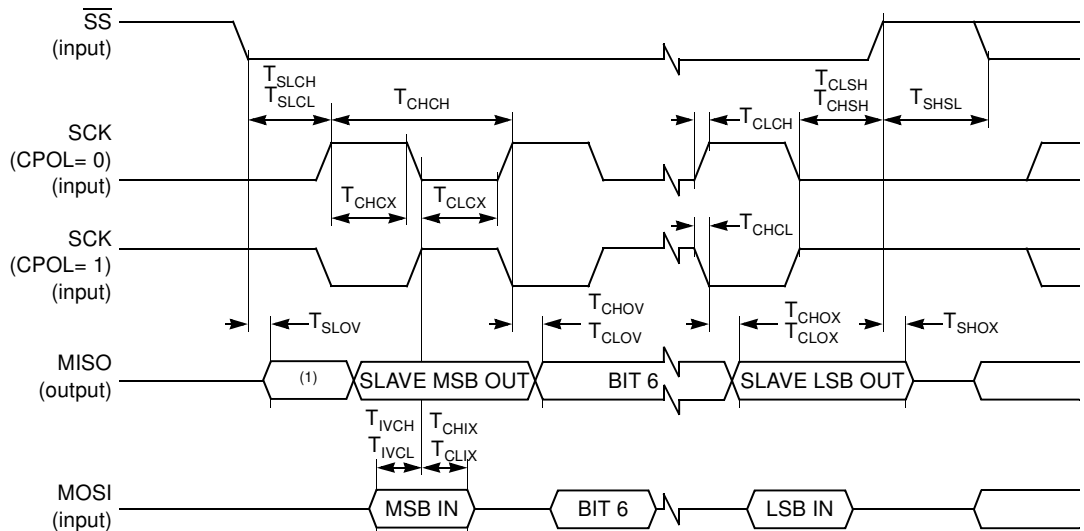 SS
(input)
TSLCH
TSLCL
TCHCH
TCLCH
TCLSH
TCHSH
TSHSL
SCK
(CPOL= 0)
(input)
TCHCX
TCLCX
TCHCL
SCK
(CPOL= 1)
(input)
TSLOV
TCHOV
TCLOV
TCHOX
TCLOX
TSHOX
MISO
(output)
(1)
SLAVE MSB OUT
BIT 6
SLAVE LSB OUT
TIVCH
TIVCL
TCHIX
TCLIX
MOSI
(input)
MSB IN
BIT 6
LSB IN